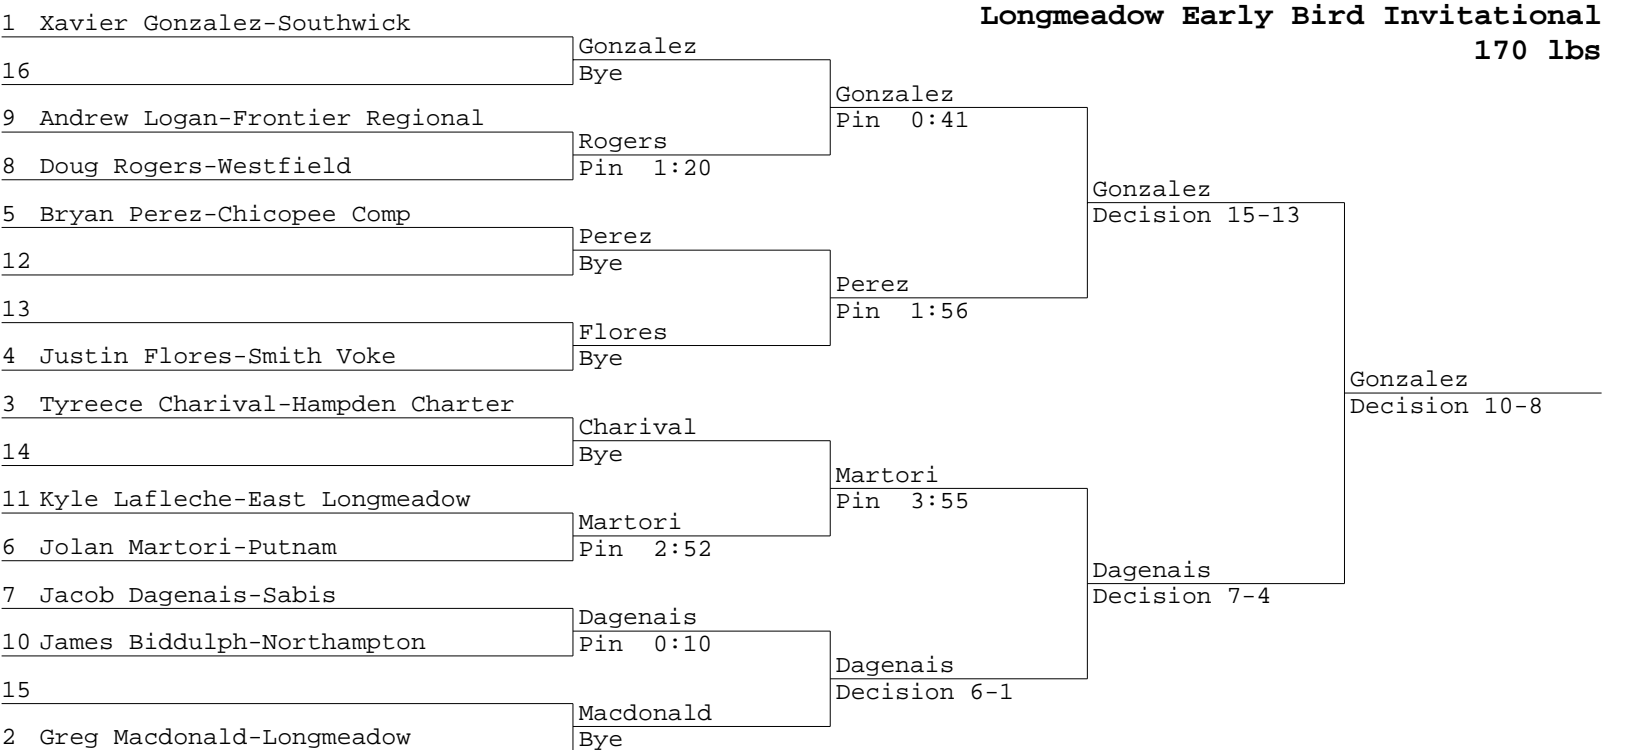 Longmeadow Early Bird Invitational
170 lbs
1 Xavier Gonzalez-Southwick
16
9 Andrew Logan-Frontier Regional
8 Doug Rogers-Westfield
5 Bryan Perez-Chicopee Comp
12
13
4 Justin Flores-Smith Voke
3 Tyreece Charival-Hampden Charter
14
11 Kyle Lafleche-East Longmeadow
6 Jolan Martori-Putnam
7 Jacob Dagenais-Sabis
10 James Biddulph-Northampton
15
2 Greg Macdonald-Longmeadow
Gonzalez
Bye
Rogers
Pin 1:20
Perez
Bye
Flores
Bye
Charival
Bye
Martori
Pin 2:52
Dagenais
Pin 0:10
Macdonald
Bye
Gonzalez
Pin 0:41
Perez
Pin 1:56
Martori
Pin 3:55
Dagenais
Decision 6-1
Gonzalez
Decision 15-13
Dagenais
Decision 7-4
Gonzalez
Decision 10-8